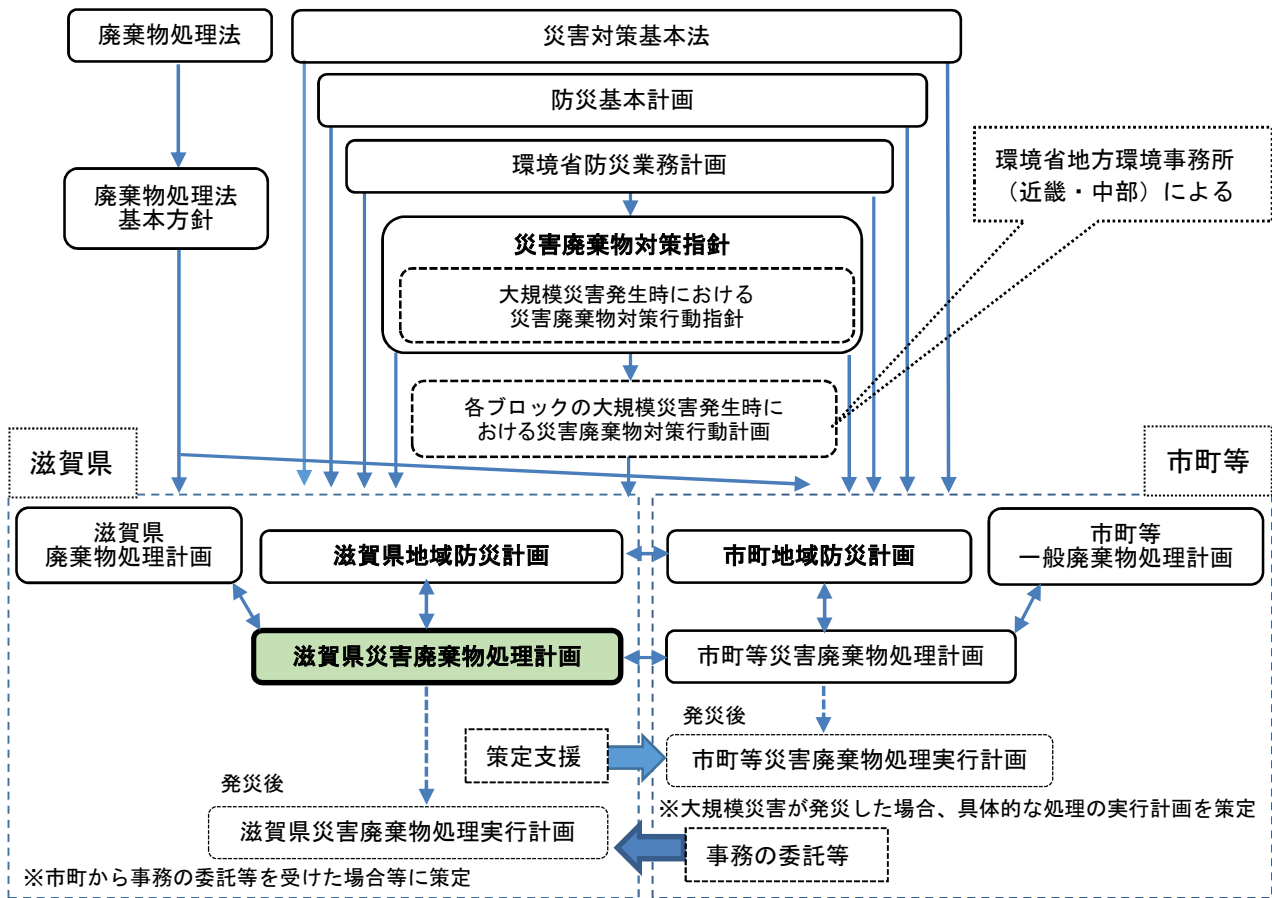 廃棄物処理法
災害対策基本法
防災基本計画
環境省防災業務計画
環境省地方環境事務所
（近畿・中部）による
廃棄物処理法
基本方針
災害廃棄物対策指針
大規模災害発生時における
災害廃棄物対策行動指針
各ブロックの大規模災害発生時に
おける災害廃棄物対策行動計画
滋賀県
市町等
滋賀県
廃棄物処理計画
滋賀県地域防災計画
市町地域防災計画
市町等
一般廃棄物処理計画
滋賀県災害廃棄物処理計画
市町等災害廃棄物処理計画
発災後
策定支援
市町等災害廃棄物処理実行計画
発災後
※大規模災害が発災した場合、具体的な処理の実行計画を策定
滋賀県災害廃棄物処理実行計画
事務の委託等
※市町から事務の委託等を受けた場合等に策定